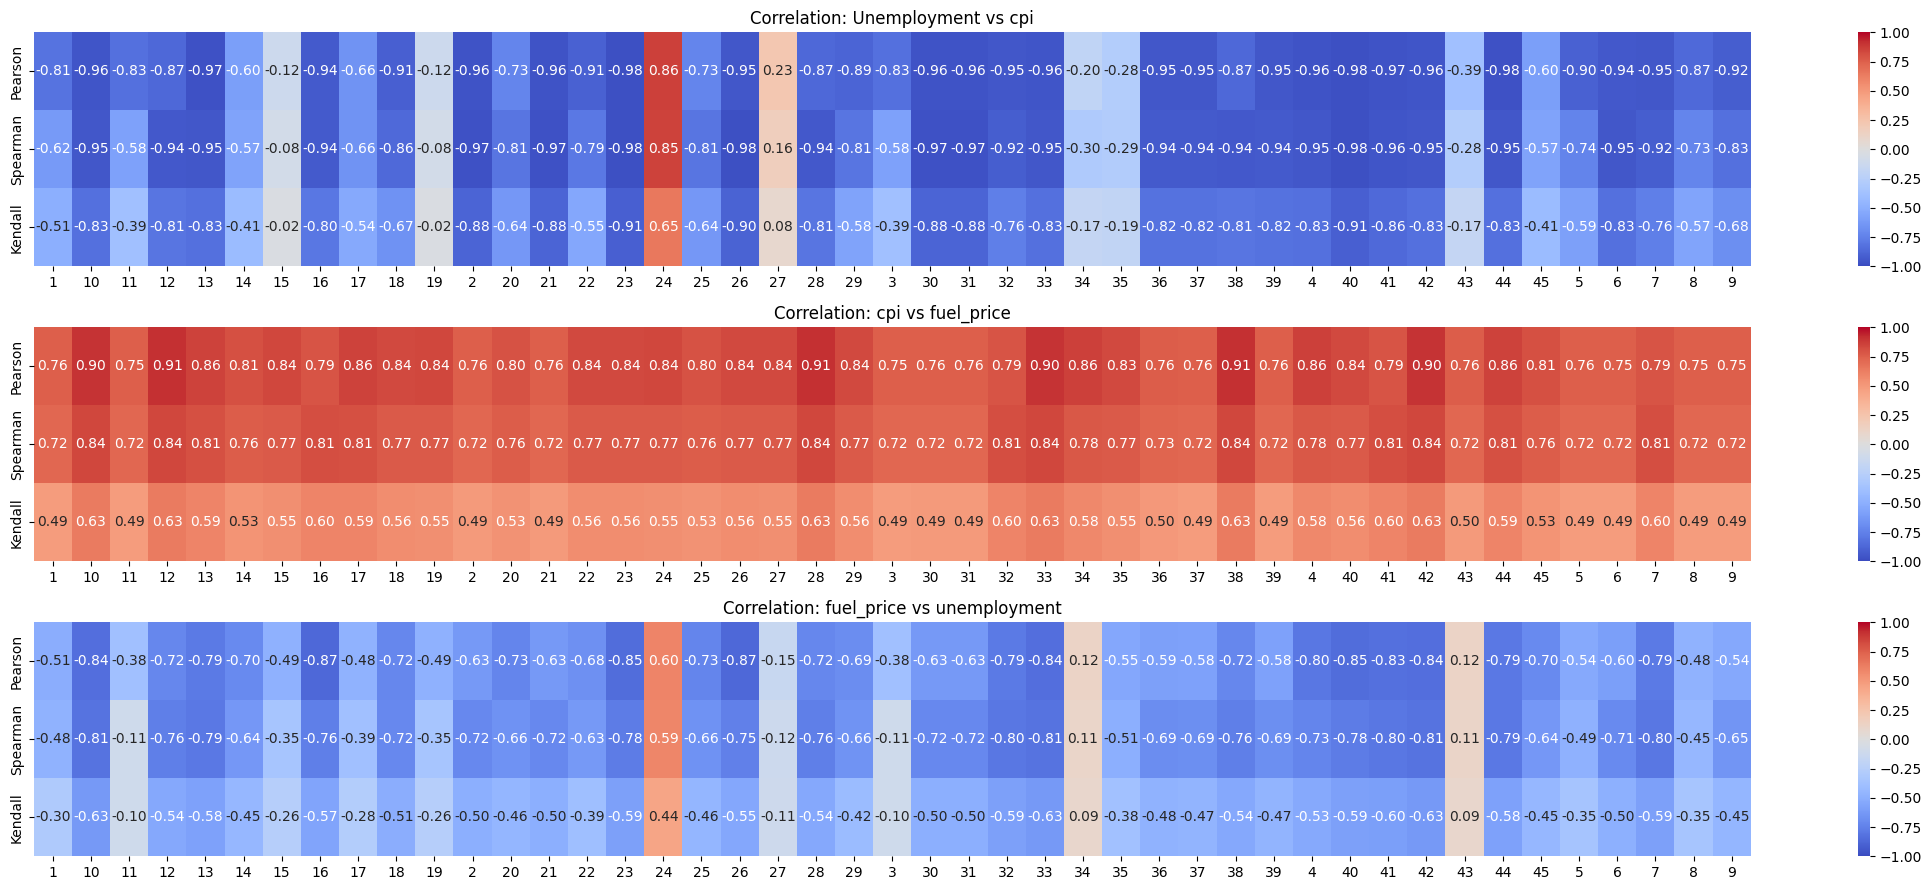 Correlation: Unemployment vs cpi
Pearson -0.81 -0.96 -0.83 -0.87 -0.97 -0.60 -0.12 -0.94 -0.66 -0.91 -0.12 -0.96 -0.73 -0.96 -0.91 -0.98 0.86 -0.73 -0.95 0.23 -0.87 -0.89 -0.83 -0.96 -0.96 -0.95 -0.96 -0.20 -0.28 -0.95 -0.95 -0.87 -0.95 -0.96 -0.98 -0.97 -0.96 -0.39 -0.98 -0.60 -0.90 -0.94 -0.95 -0.87 -0.92
Spearman -0.62 -0.95 -0.58 -0.94 -0.95 -0.57 -0.08 -0.94 -0.66 -0.86 -0.08 -0.97 -0.81 -0.97 -0.79 -0.98 0.85 -0.81 -0.98 0.16 -0.94 -0.81 -0.58 -0.97 -0.97 -0.92 -0.95 -0.30 -0.29 -0.94 -0.94 -0.94 -0.94 -0.95 -0.98 -0.96 -0.95 -0.28 -0.95 -0.57 -0.74 -0.95 -0.92 -0.73 -0.83
Kendall -0.51 -0.83 -0.39 -0.81 -0.83 -0.41 -0.02 -0.80 -0.54 -0.67 -0.02 -0.88 -0.64 -0.88 -0.55 -0.91 0.65 -0.64 -0.90 0.08 -0.81 -0.58 -0.39 -0.88 -0.88 -0.76 -0.83 -0.17 -0.19 -0.82 -0.82 -0.81 -0.82 -0.83 -0.91 -0.86 -0.83 -0.17 -0.83 -0.41 -0.59 -0.83 -0.76 -0.57 -0.68
1 10 11 12 13 14 15 16 17 18 19 2 20 21 22 23 24 25 26 27 28 29 3 30 31 32 33 34 35 36 37 38 39 4 40 41 42 43 44 45 5 6 7 8 9
1.00
0.75
0.50
0.25
0.00
−0.25
−0.50
−0.75
−1.00
Correlation: cpi vs fuel_price
Pearson 0.76 0.90 0.75 0.91 0.86 0.81 0.84 0.79 0.86 0.84 0.84 0.76 0.80 0.76 0.84 0.84 0.84 0.80 0.84 0.84 0.91 0.84 0.75 0.76 0.76 0.79 0.90 0.86 0.83 0.76 0.76 0.91 0.76 0.86 0.84 0.79 0.90 0.76 0.86 0.81 0.76 0.75 0.79 0.75 0.75
Spearman 0.72 0.84 0.72 0.84 0.81 0.76 0.77 0.81 0.81 0.77 0.77 0.72 0.76 0.72 0.77 0.77 0.77 0.76 0.77 0.77 0.84 0.77 0.72 0.72 0.72 0.81 0.84 0.78 0.77 0.73 0.72 0.84 0.72 0.78 0.77 0.81 0.84 0.72 0.81 0.76 0.72 0.72 0.81 0.72 0.72
Kendall 0.49 0.63 0.49 0.63 0.59 0.53 0.55 0.60 0.59 0.56 0.55 0.49 0.53 0.49 0.56 0.56 0.55 0.53 0.56 0.55 0.63 0.56 0.49 0.49 0.49 0.60 0.63 0.58 0.55 0.50 0.49 0.63 0.49 0.58 0.56 0.60 0.63 0.50 0.59 0.53 0.49 0.49 0.60 0.49 0.49
1 10 11 12 13 14 15 16 17 18 19 2 20 21 22 23 24 25 26 27 28 29 3 30 31 32 33 34 35 36 37 38 39 4 40 41 42 43 44 45 5 6 7 8 9
1.00
0.75
0.50
0.25
0.00
−0.25
−0.50
−0.75
−1.00
Correlation: fuel_price vs unemployment
Pearson -0.51 -0.84 -0.38 -0.72 -0.79 -0.70 -0.49 -0.87 -0.48 -0.72 -0.49 -0.63 -0.73 -0.63 -0.68 -0.85 0.60 -0.73 -0.87 -0.15 -0.72 -0.69 -0.38 -0.63 -0.63 -0.79 -0.84 0.12 -0.55 -0.59 -0.58 -0.72 -0.58 -0.80 -0.85 -0.83 -0.84 0.12 -0.79 -0.70 -0.54 -0.60 -0.79 -0.48 -0.54
Spearman -0.48 -0.81 -0.11 -0.76 -0.79 -0.64 -0.35 -0.76 -0.39 -0.72 -0.35 -0.72 -0.66 -0.72 -0.63 -0.78 0.59 -0.66 -0.75 -0.12 -0.76 -0.66 -0.11 -0.72 -0.72 -0.80 -0.81 0.11 -0.51 -0.69 -0.69 -0.76 -0.69 -0.73 -0.78 -0.80 -0.81 0.11 -0.79 -0.64 -0.49 -0.71 -0.80 -0.45 -0.65
Kendall -0.30 -0.63 -0.10 -0.54 -0.58 -0.45 -0.26 -0.57 -0.28 -0.51 -0.26 -0.50 -0.46 -0.50 -0.39 -0.59 0.44 -0.46 -0.55 -0.11 -0.54 -0.42 -0.10 -0.50 -0.50 -0.59 -0.63 0.09 -0.38 -0.48 -0.47 -0.54 -0.47 -0.53 -0.59 -0.60 -0.63 0.09 -0.58 -0.45 -0.35 -0.50 -0.59 -0.35 -0.45
1 10 11 12 13 14 15 16 17 18 19 2 20 21 22 23 24 25 26 27 28 29 3 30 31 32 33 34 35 36 37 38 39 4 40 41 42 43 44 45 5 6 7 8 9
1.00
0.75
0.50
0.25
0.00
−0.25
−0.50
−0.75
−1.00